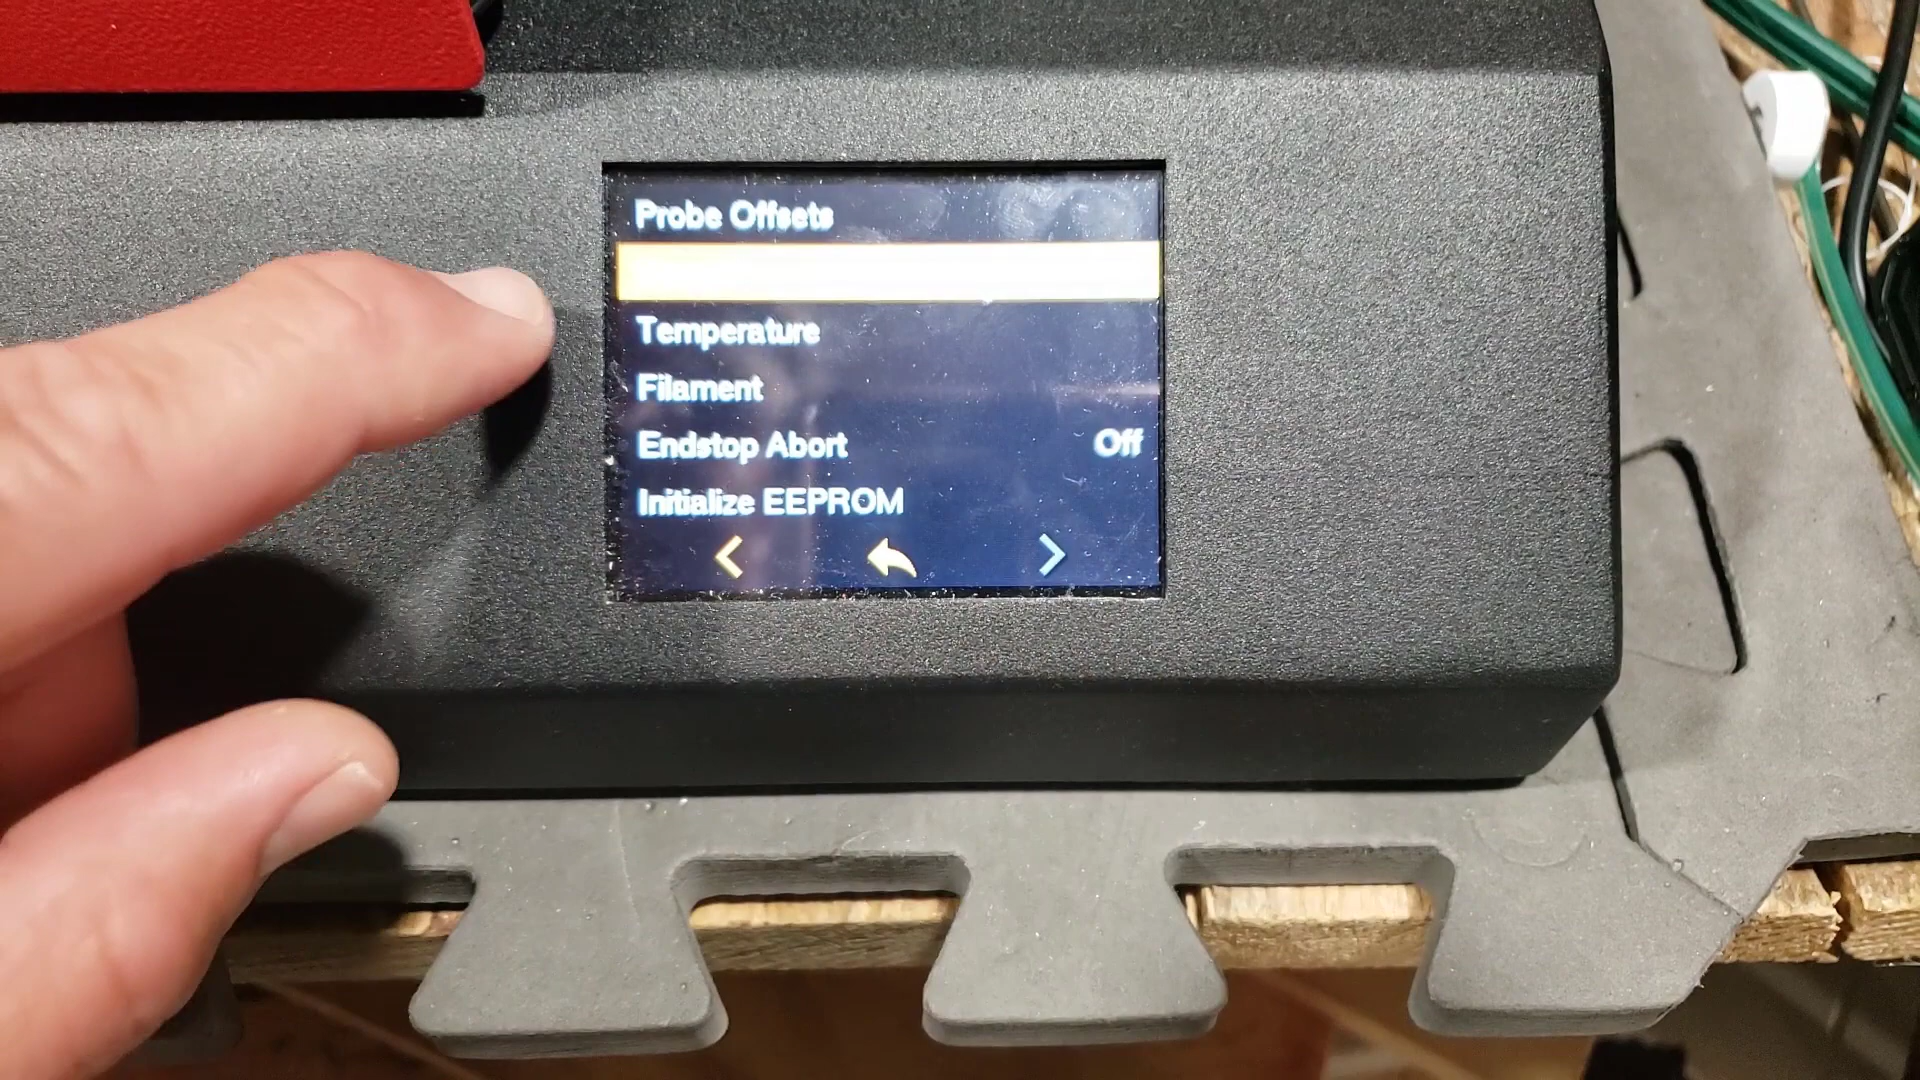 Probe Offsets
Temperature
Filament
Endstop Abort Off
Initialize EEPROM